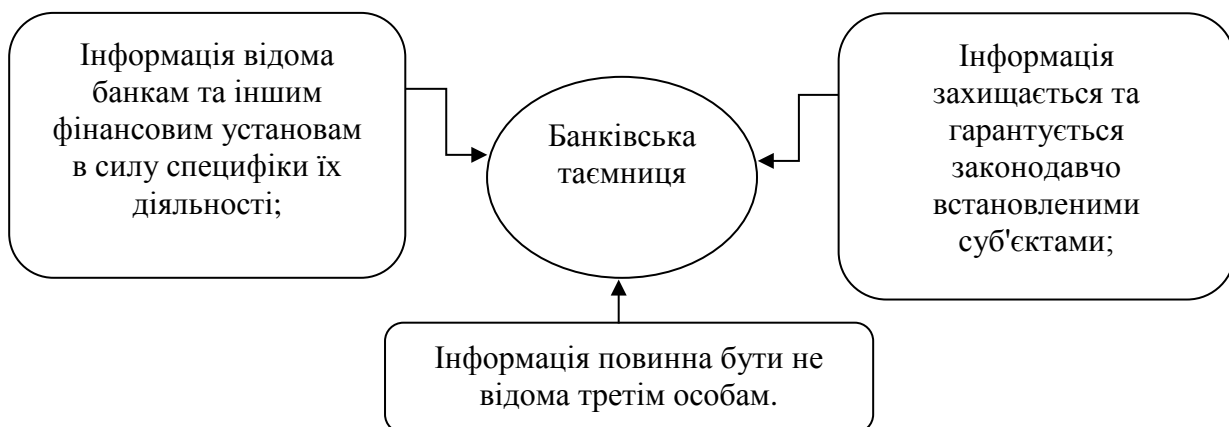 Інформація відома
банкам та іншим
фінансовим установам
в силу специфіки їх
діяльності;
Банківська
таємниця
Інформація
захищається та
гарантується
законодавчо
встановленими
суб'єктами;
Інформація повинна бути не
відома третім особам.